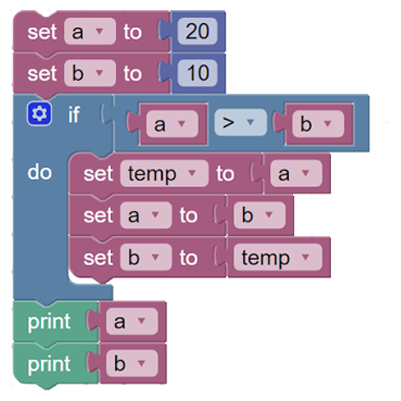 set a to 20
set b to 10
if a > b
do set temp to a
set a to b
set b to temp
print a
print b